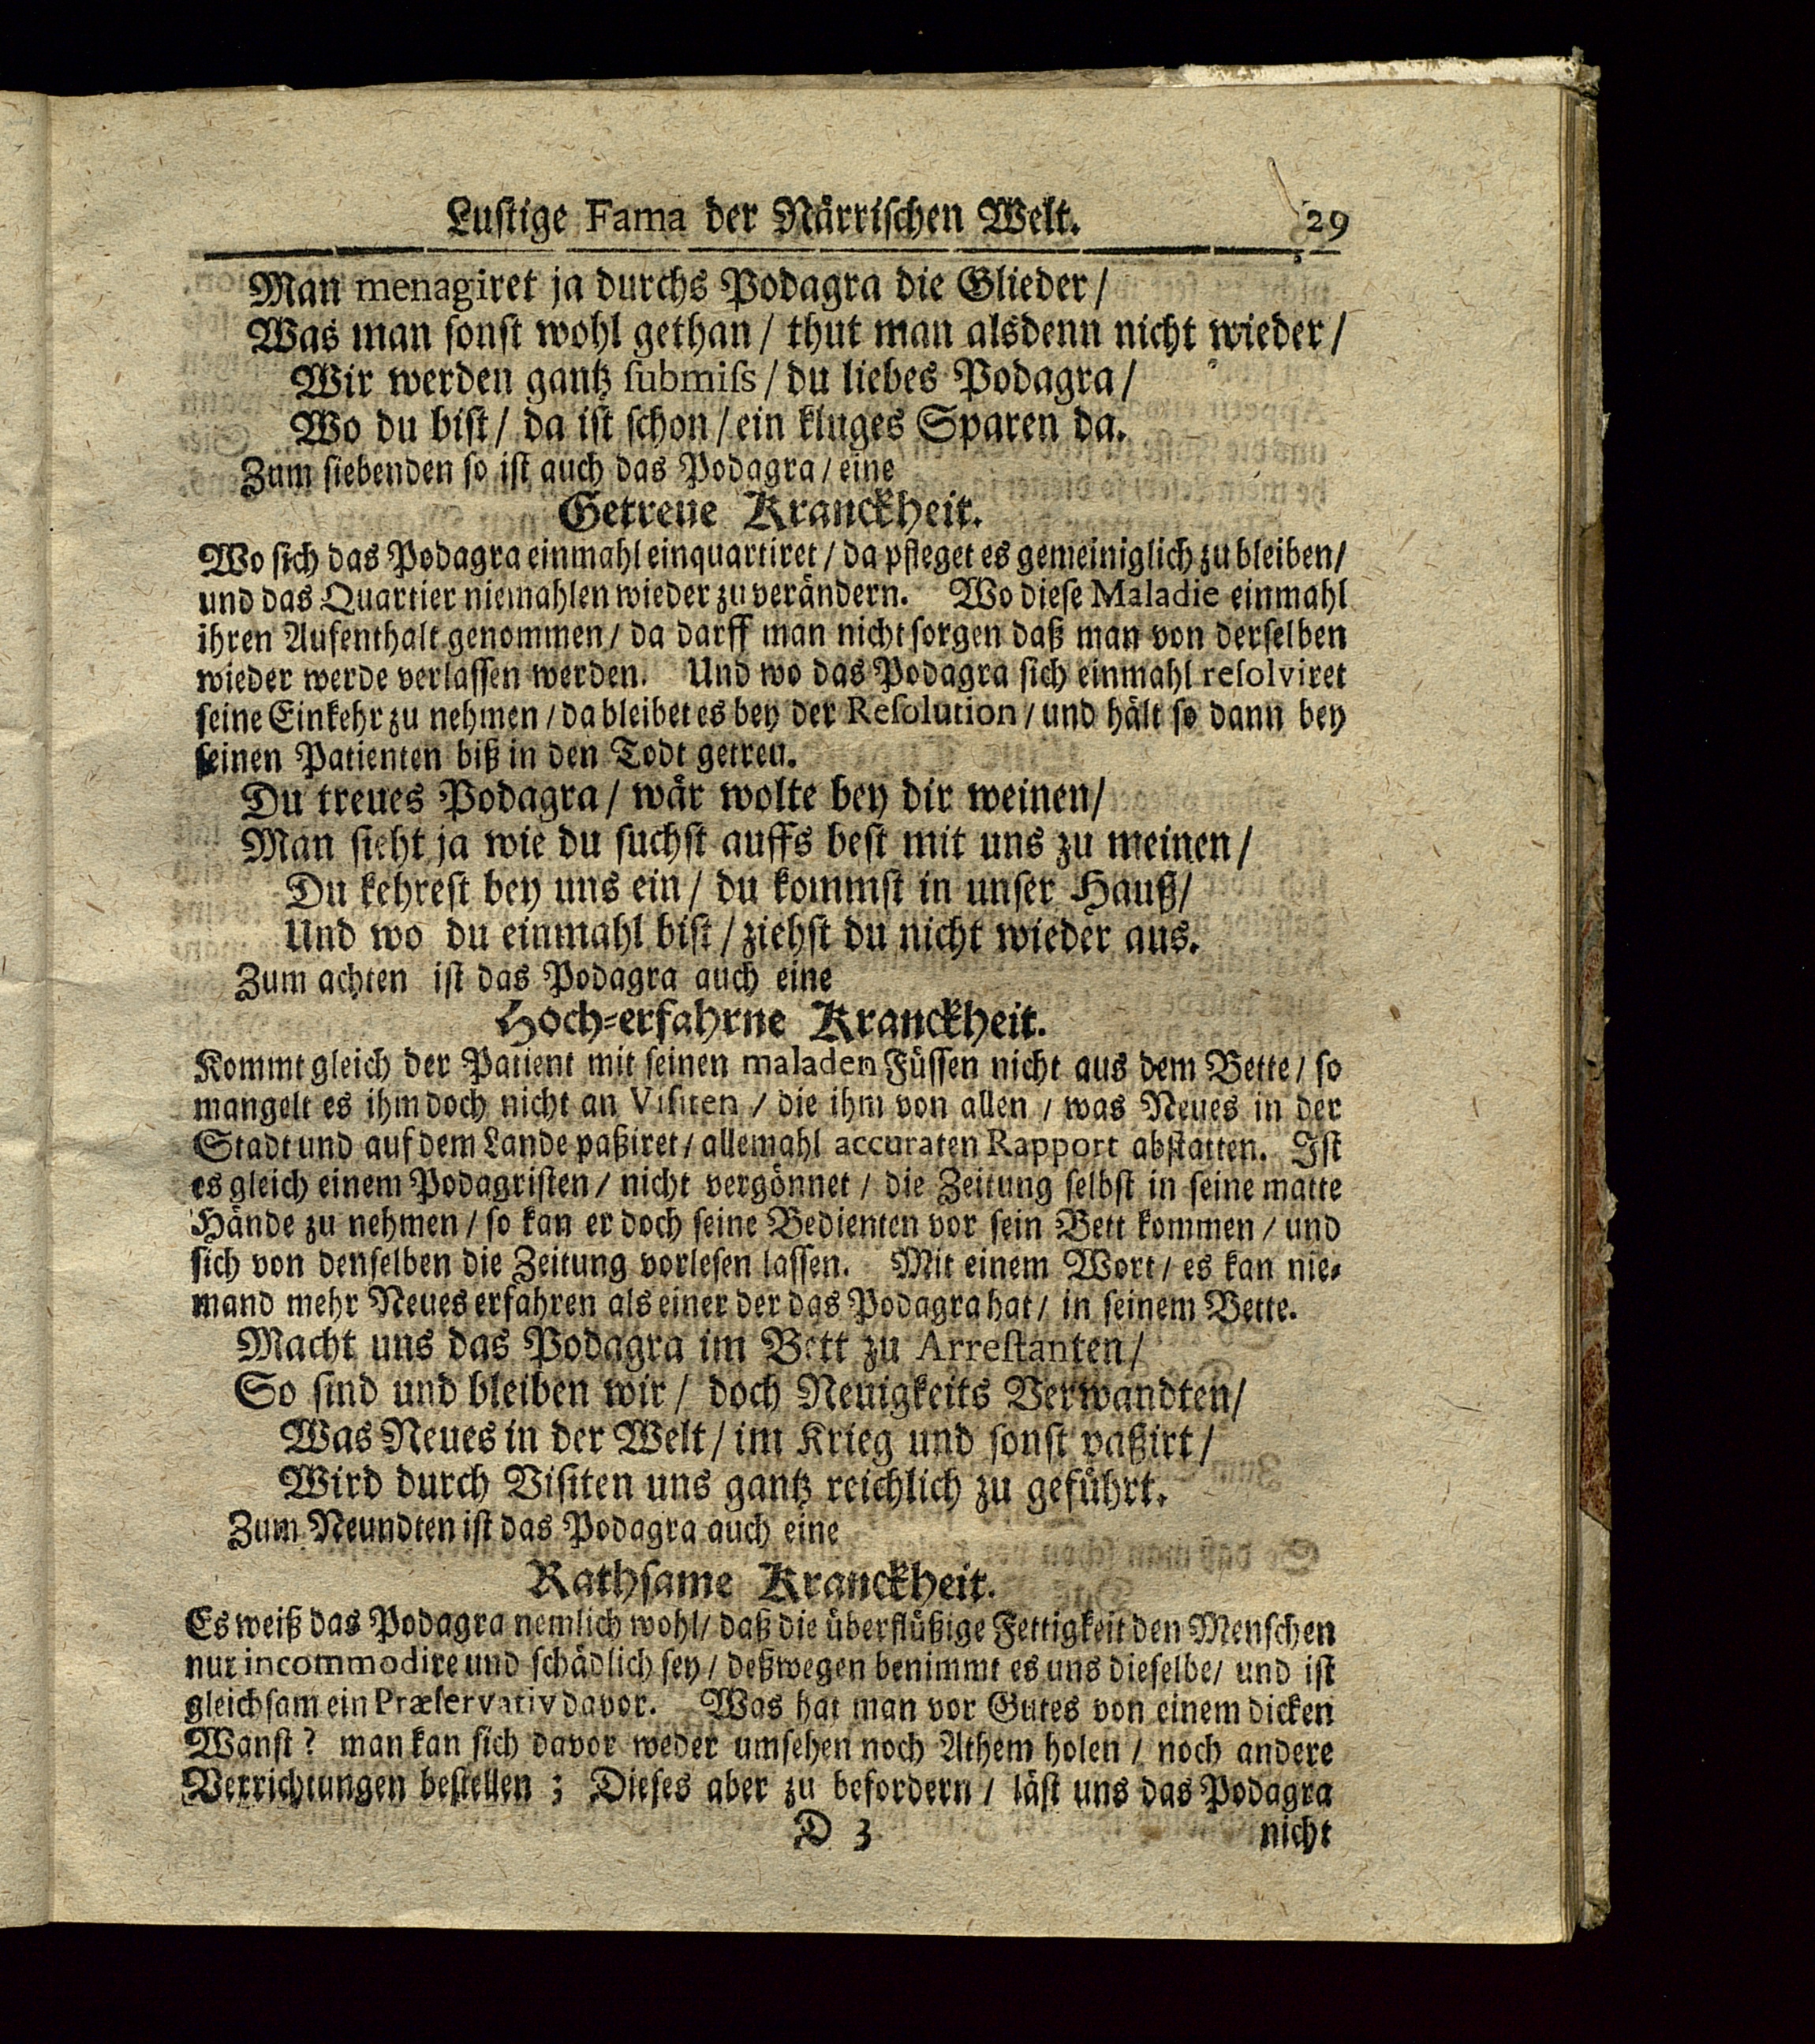 Lustige Fama der Närrischen Welt. 29
Man menagiret ja durchs Podagra die Glieder /
Was man sonst wohl gethan / thut man alsdenn nicht wieder /
Wir werden gantz submiss / du liebes Podagra /
Wo du bist / da ist schon / ein kluges Sparen da.
Zum siebenden so ist auch das Podagra / eine
Getreue Kranckheit.
Wo sich das Podagra einmahl einquartiret / da pfleget es gemeiniglich zu bleiben /
und das Quartier niemahlen wieder zu verändern. Wo diese Maladie einmahl
ihren Aufenthalt genommen / da darff man nicht sorgen daß man von derselben
wieder werde verlassen werden. Und wo das Podagra sich einmahl resolviret
seine Einkehr zu nehmen / da bleibet es bey der Resolution / und hält so dann bey
seinen Patienten biß in den Todt getreu.
Du treues Podagra / wär wolte bey dir weinen /
Man sieht ja wie du suchst auffs best mit uns zu meinen /
Du kehrest bey uns ein / du kommst in unser Hauß /
Und wo du einmahl bist / ziehst du nicht wieder aus.
Zum achten ist das Podagra auch eine
Hoch=erfahrne Kranckheit.
Kommt gleich der Patient mit seinen maladen Füssen nicht aus dem Bette / so
mangelt es ihm doch nicht an Visiten / die ihm von allen / was Neues in der
Stadt und auf dem Lande paßiret / allemahl accuraten Rapport abstatten. Ist
es gleich einem Podagristen / nicht vergönnet / die Zeitung selbst in seine matte
Hände zu nehmen / so kan er doch seine Bedienten vor sein Bett kommen / und
sich von denselben die Zeitung vorlesen lassen. Mit einem Wort / es kan nie=
mand mehr Neues erfahren als einer der das Podagra hat / in seinem Bette.
Macht uns das Podagra im Bett zu Arrestanten /
So sind und bleiben wir / doch Neuigkeits Verwandten /
Was Neues in der Welt / im Krieg und sonst paßirt /
Wird durch Visiten uns gantz reichlich zu geführt.
Zum Neundten ist das Podagra auch eine
Rathsame Kranckheit.
Es weiß das Podagra nemlich wohl / daß die überflüßige Fettigkeit den Menschen
nur incommodire und schädlich sey / deßwegen benimmt es uns dieselbe / und ist
gleichsam ein Præservativ davor. Was hat man vor Gutes von einem dicken
Wanst? man kan sich davor weder umsehen noch Athem holen / noch andere
Verrichtungen bestellen; Dieses aber zu befordern / läst uns das Podagra
D 3 nicht